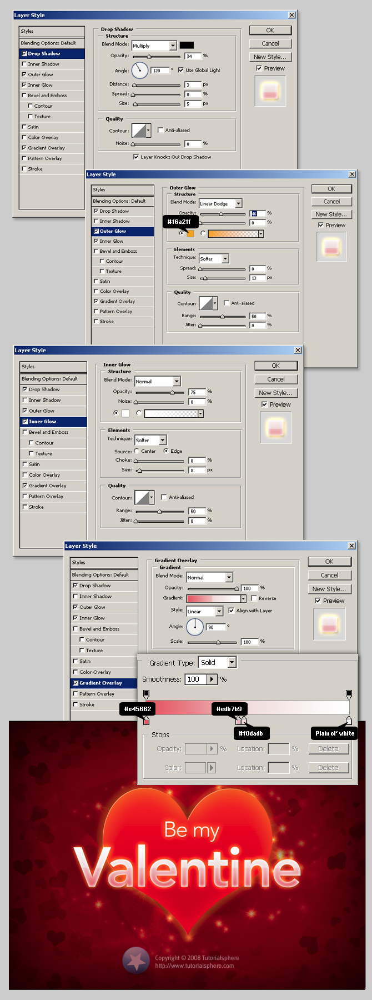 Layer Style
Styles
Blending Options: Default
Drop Shadow
Inner Shadow
Outer Glow
Inner Glow
Bevel and Emboss
Contour
Texture
Satin
Color Overlay
Gradient Overlay
Pattern Overlay
Stroke
Drop Shadow
Structure
Blend Mode: Multiply
Opacity: 34 %
Angle: 120 ° Use Global Light
Distance: 3 px
Spread: 0 %
Size: 5 px
Quality
Contour: Anti-aliased
Noise: 0 %
Layer Knocks Out Drop Shadow
OK
Cancel
New Style...
Preview
Layer Style
Styles
Blending Options: Default
Drop Shadow
Inner Shadow
Outer Glow
Inner Glow
Bevel and Emboss
Contour
Texture
Satin
Color Overlay
Gradient Overlay
Pattern Overlay
Stroke
Outer Glow
Structure
Blend Mode: Linear Dodge
Opacity: 46 %
0 %
#f6a21f
Elements
Technique: Softer
Spread: 0 %
Size: 13 px
Quality
Contour: Anti-aliased
Range: 50 %
Jitter: 0 %
OK
Cancel
New Style...
Preview
Layer Style
Styles
Blending Options: Default
Drop Shadow
Inner Shadow
Outer Glow
Inner Glow
Bevel and Emboss
Contour
Texture
Satin
Color Overlay
Gradient Overlay
Pattern Overlay
Stroke
Inner Glow
Structure
Blend Mode: Normal
Opacity: 75 %
Noise: 0 %
Elements
Technique: Softer
Source: Center Edge
Choke: 0 %
Size: 8 px
Quality
Contour: Anti-aliased
Range: 50 %
Jitter: 0 %
OK
Cancel
New Style...
Preview
Layer Style
Styles
Blending Options: Default
Drop Shadow
Inner Shadow
Outer Glow
Inner Glow
Bevel and Emboss
Contour
Texture
Satin
Color Overlay
Gradient Overlay
Pattern Overlay
Stroke
Gradient Overlay
Gradient
Blend Mode: Normal
Opacity: 100 %
Gradient: Reverse
Style: Linear Align with Layer
Angle: 90 °
Scale: 100 %
OK
Cancel
New Style...
Preview
Gradient Type: Solid
Smoothness: 100 %
#e45662 #edb7b9
#f0dadb Plain ol' white
Stops
Opacity: % Location: % Delete
Color: Location: % Delete
Be my
Valentine
Copyright © 2008 Tutorialsphere
http://www.tutorialsphere.com